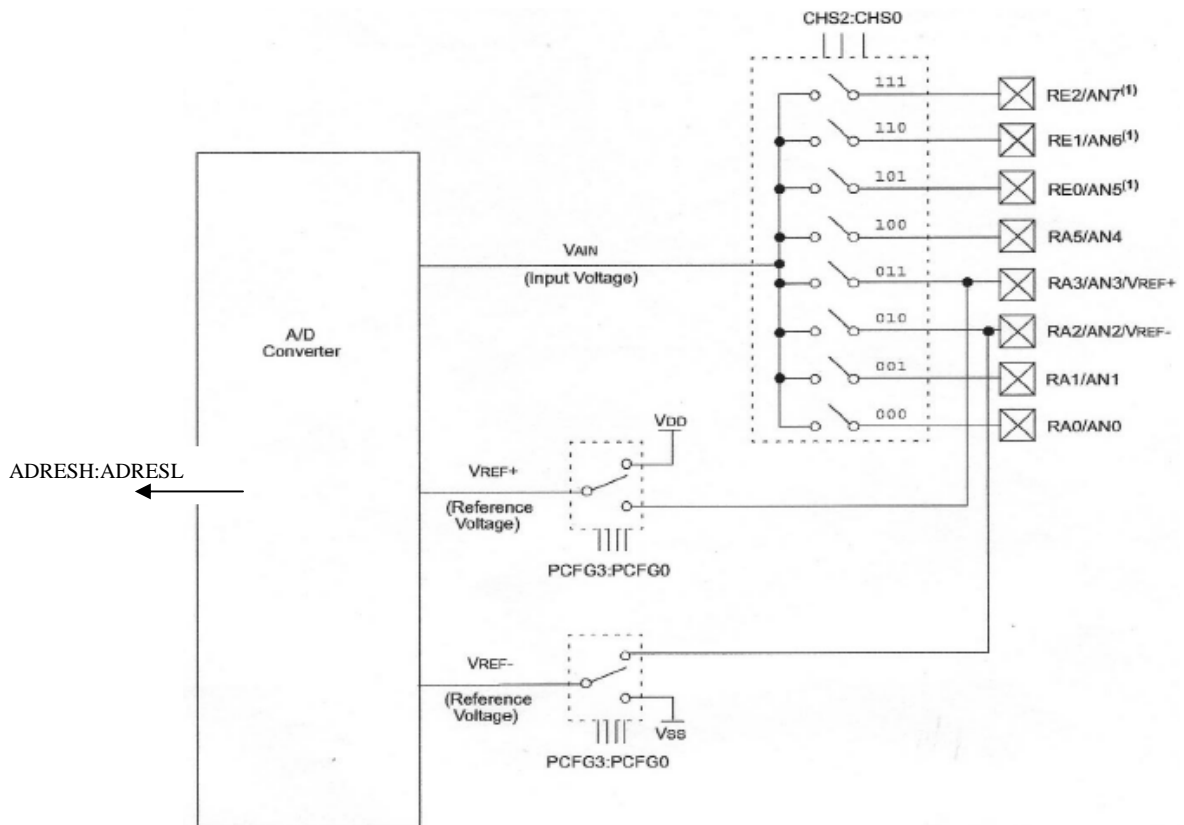 CHS2:CHS0
111
RE2/AN7(1)
110
RE1/AN6(1)
101
RE0/AN5(1)
100
RA5/AN4
VAIN
(Input Voltage)
011
RA3/AN3/VREF+
010
RA2/AN2/VREF-
A/D
Converter
001
RA1/AN1
000
RA0/AN0
VDD
ADRESH:ADRESL
VREF+
(Reference
Voltage)
PCFG3:PCFG0
VREF-
(Reference
Voltage)
VSS
PCFG3:PCFG0